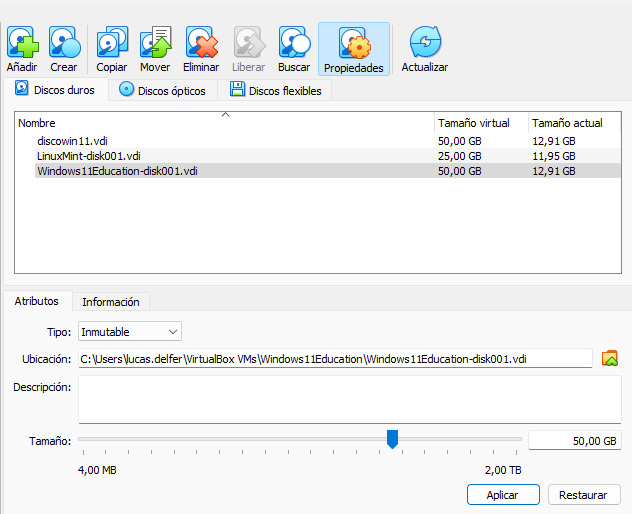 Añadir Crear Copiar Mover Eliminar Liberar Buscar Propiedades Actualizar
Discos duros Discos ópticos Discos flexibles
Nombre Tamaño virtual Tamaño actual
discowin11.vdi 50,00 GB 12,91 GB
LinuxMint-disk001.vdi 25,00 GB 11,95 GB
Windows11Education-disk001.vdi 50,00 GB 12,91 GB
Atributos Información
Tipo: Inmutable
Ubicación: C:\Users\lucas.delfer\VirtualBox VMs\Windows11Education\Windows11Education-disk001.vdi
Descripción:
Tamaño: 50,00 GB
4,00 MB 2,00 TB
Aplicar Restaurar